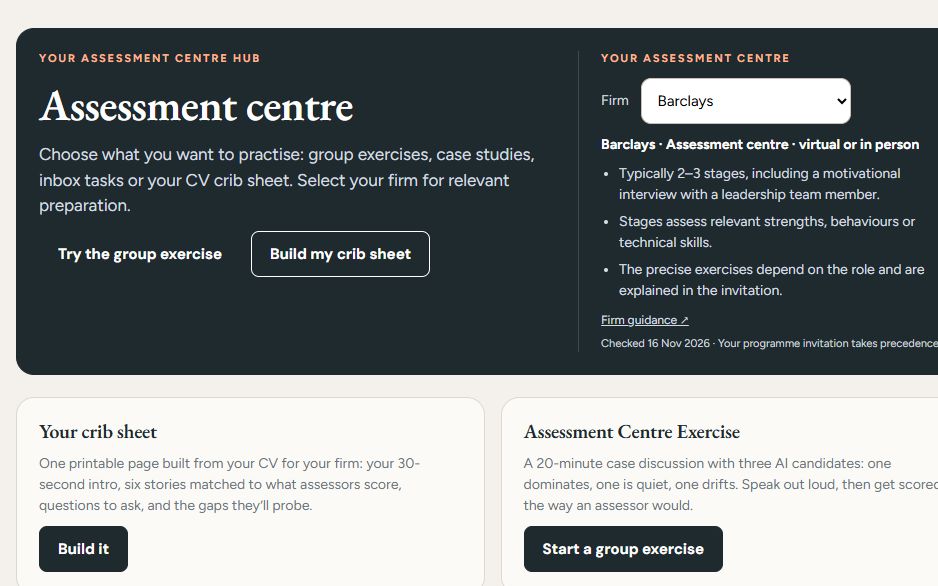 YOUR ASSESSMENT CENTRE HUB
Assessment centre
Choose what you want to practise: group exercises, case studies,
inbox tasks or your CV crib sheet. Select your firm for relevant
preparation.
Try the group exercise
Build my crib sheet
YOUR ASSESSMENT CENTRE
Firm
Barclays
Barclays · Assessment centre · virtual or in person
• Typically 2–3 stages, including a motivational
interview with a leadership team member.
• Stages assess relevant strengths, behaviours or
technical skills.
• The precise exercises depend on the role and are
explained in the invitation.
Firm guidance ↗
Checked 16 Nov 2026 · Your programme invitation takes precedence
Your crib sheet
One printable page built from your CV for your firm: your 30-
second intro, six stories matched to what assessors score,
questions to ask, and the gaps they’ll probe.
Build it
Assessment Centre Exercise
A 20-minute case discussion with three AI candidates: one
dominates, one is quiet, one drifts. Speak out loud, then get scored
the way an assessor would.
Start a group exercise